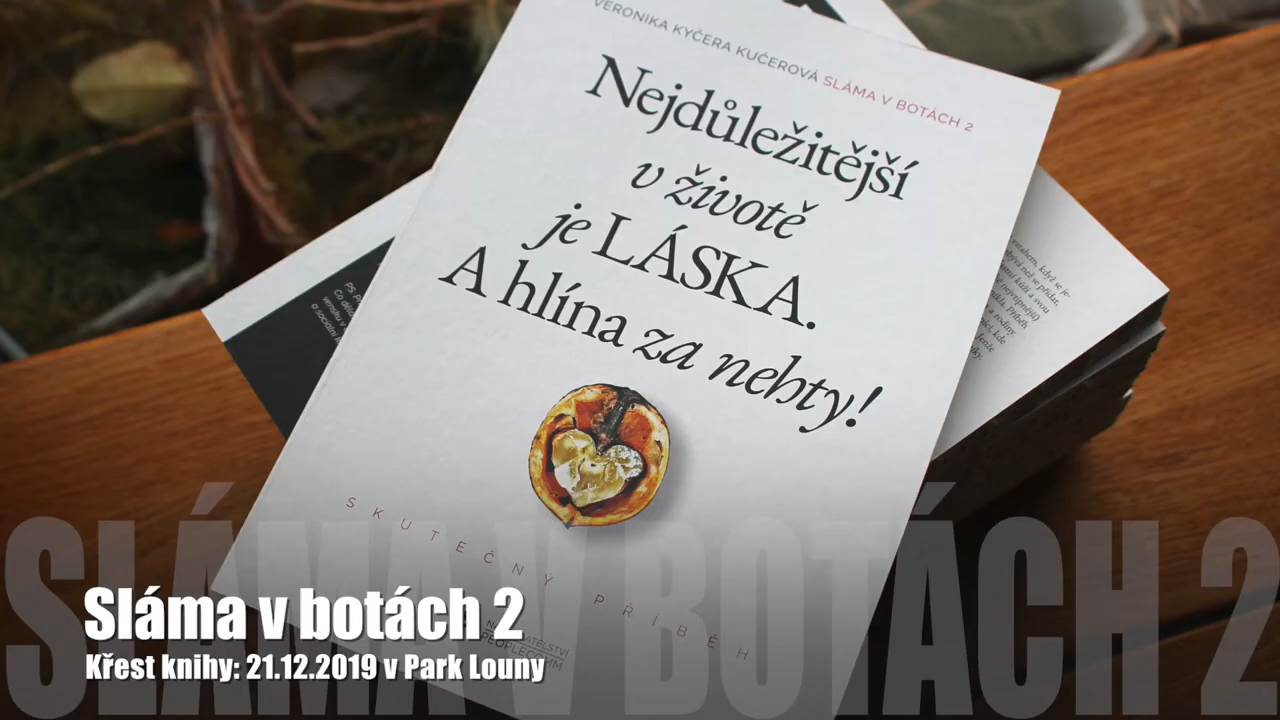 VERONIKA KYČERA KUČEROVÁ SLÁMA V BOTÁCH 2
Nejdůležitější
v životě
je LÁSKA.
A hlína za nehty!
SKUTEČNÝ PŘÍBĚH
PEOPLECOMM
SLÁMA V BOTÁCH 2
Sláma v botách 2
Křest knihy: 21.12.2019 v Park Louny